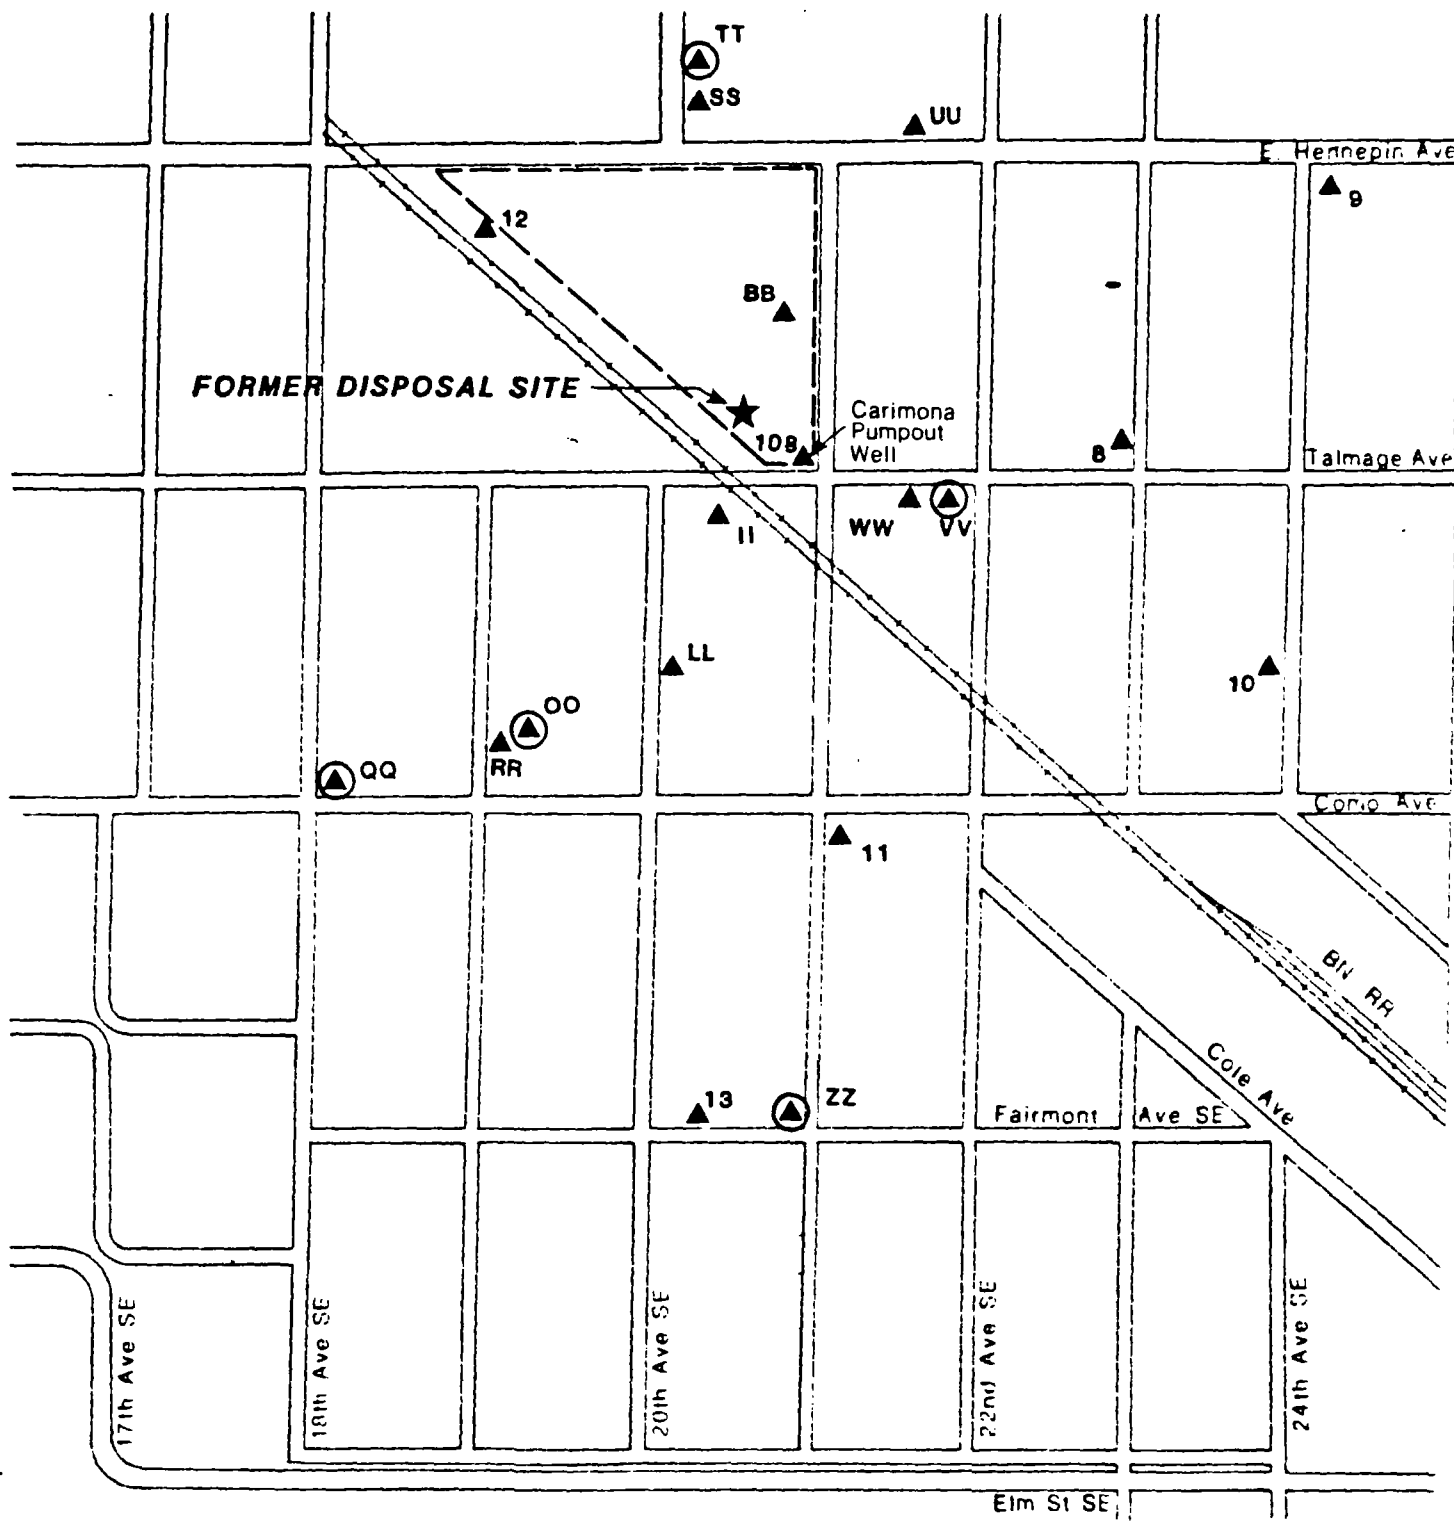 TT
SS
UU
E. Hennepin Ave
9
12
BB
FORMER DISPOSAL SITE
108
Carimona
Pumpout
Well
8
Talmage Ave
II
WW
VV
LL
10
OO
RR
QQ
Como Ave
11
BN RR
Cole Ave
13
ZZ
Fairmont Ave SE
17th Ave SE
18th Ave SE
20th Ave SE
22nd Ave SE
24th Ave SE
Elm St SE